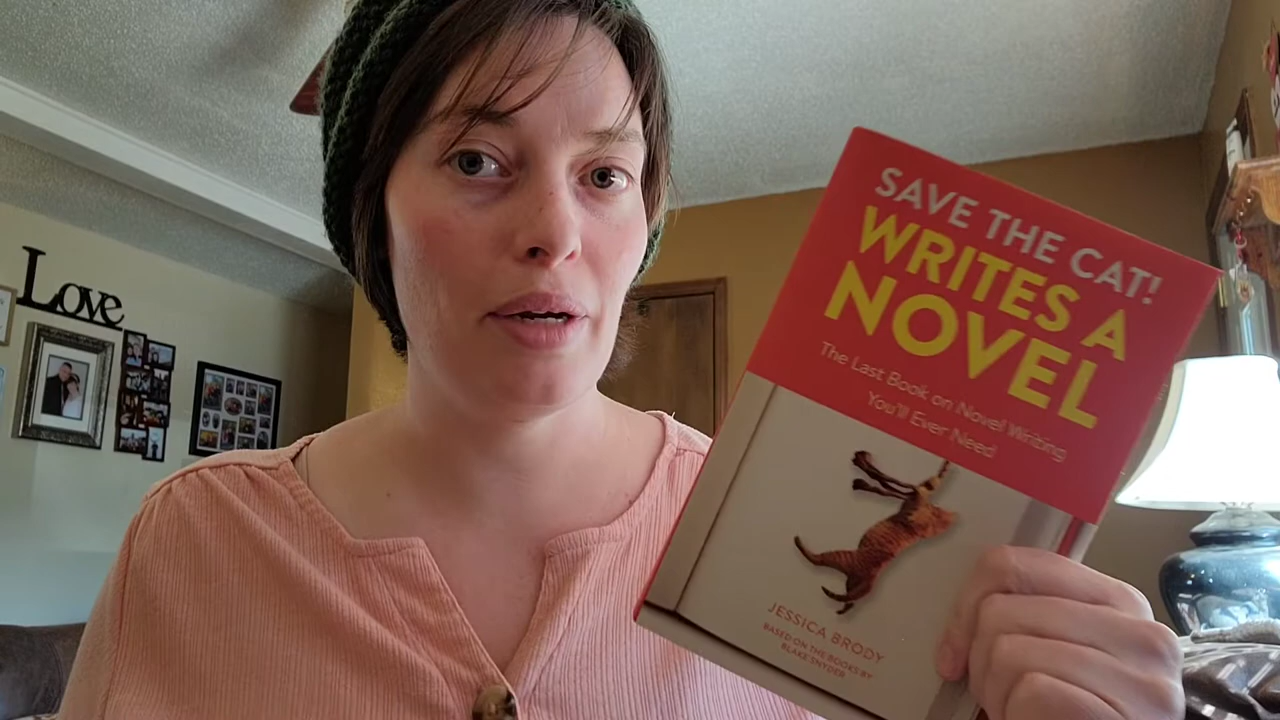 Love
SAVE THE CAT!
WRITES A
NOVEL
The Last Book on Novel Writing
You'll Ever Need
JESSICA BRODY
BASED ON THE BOOKS BY
BLAKE SNYDER